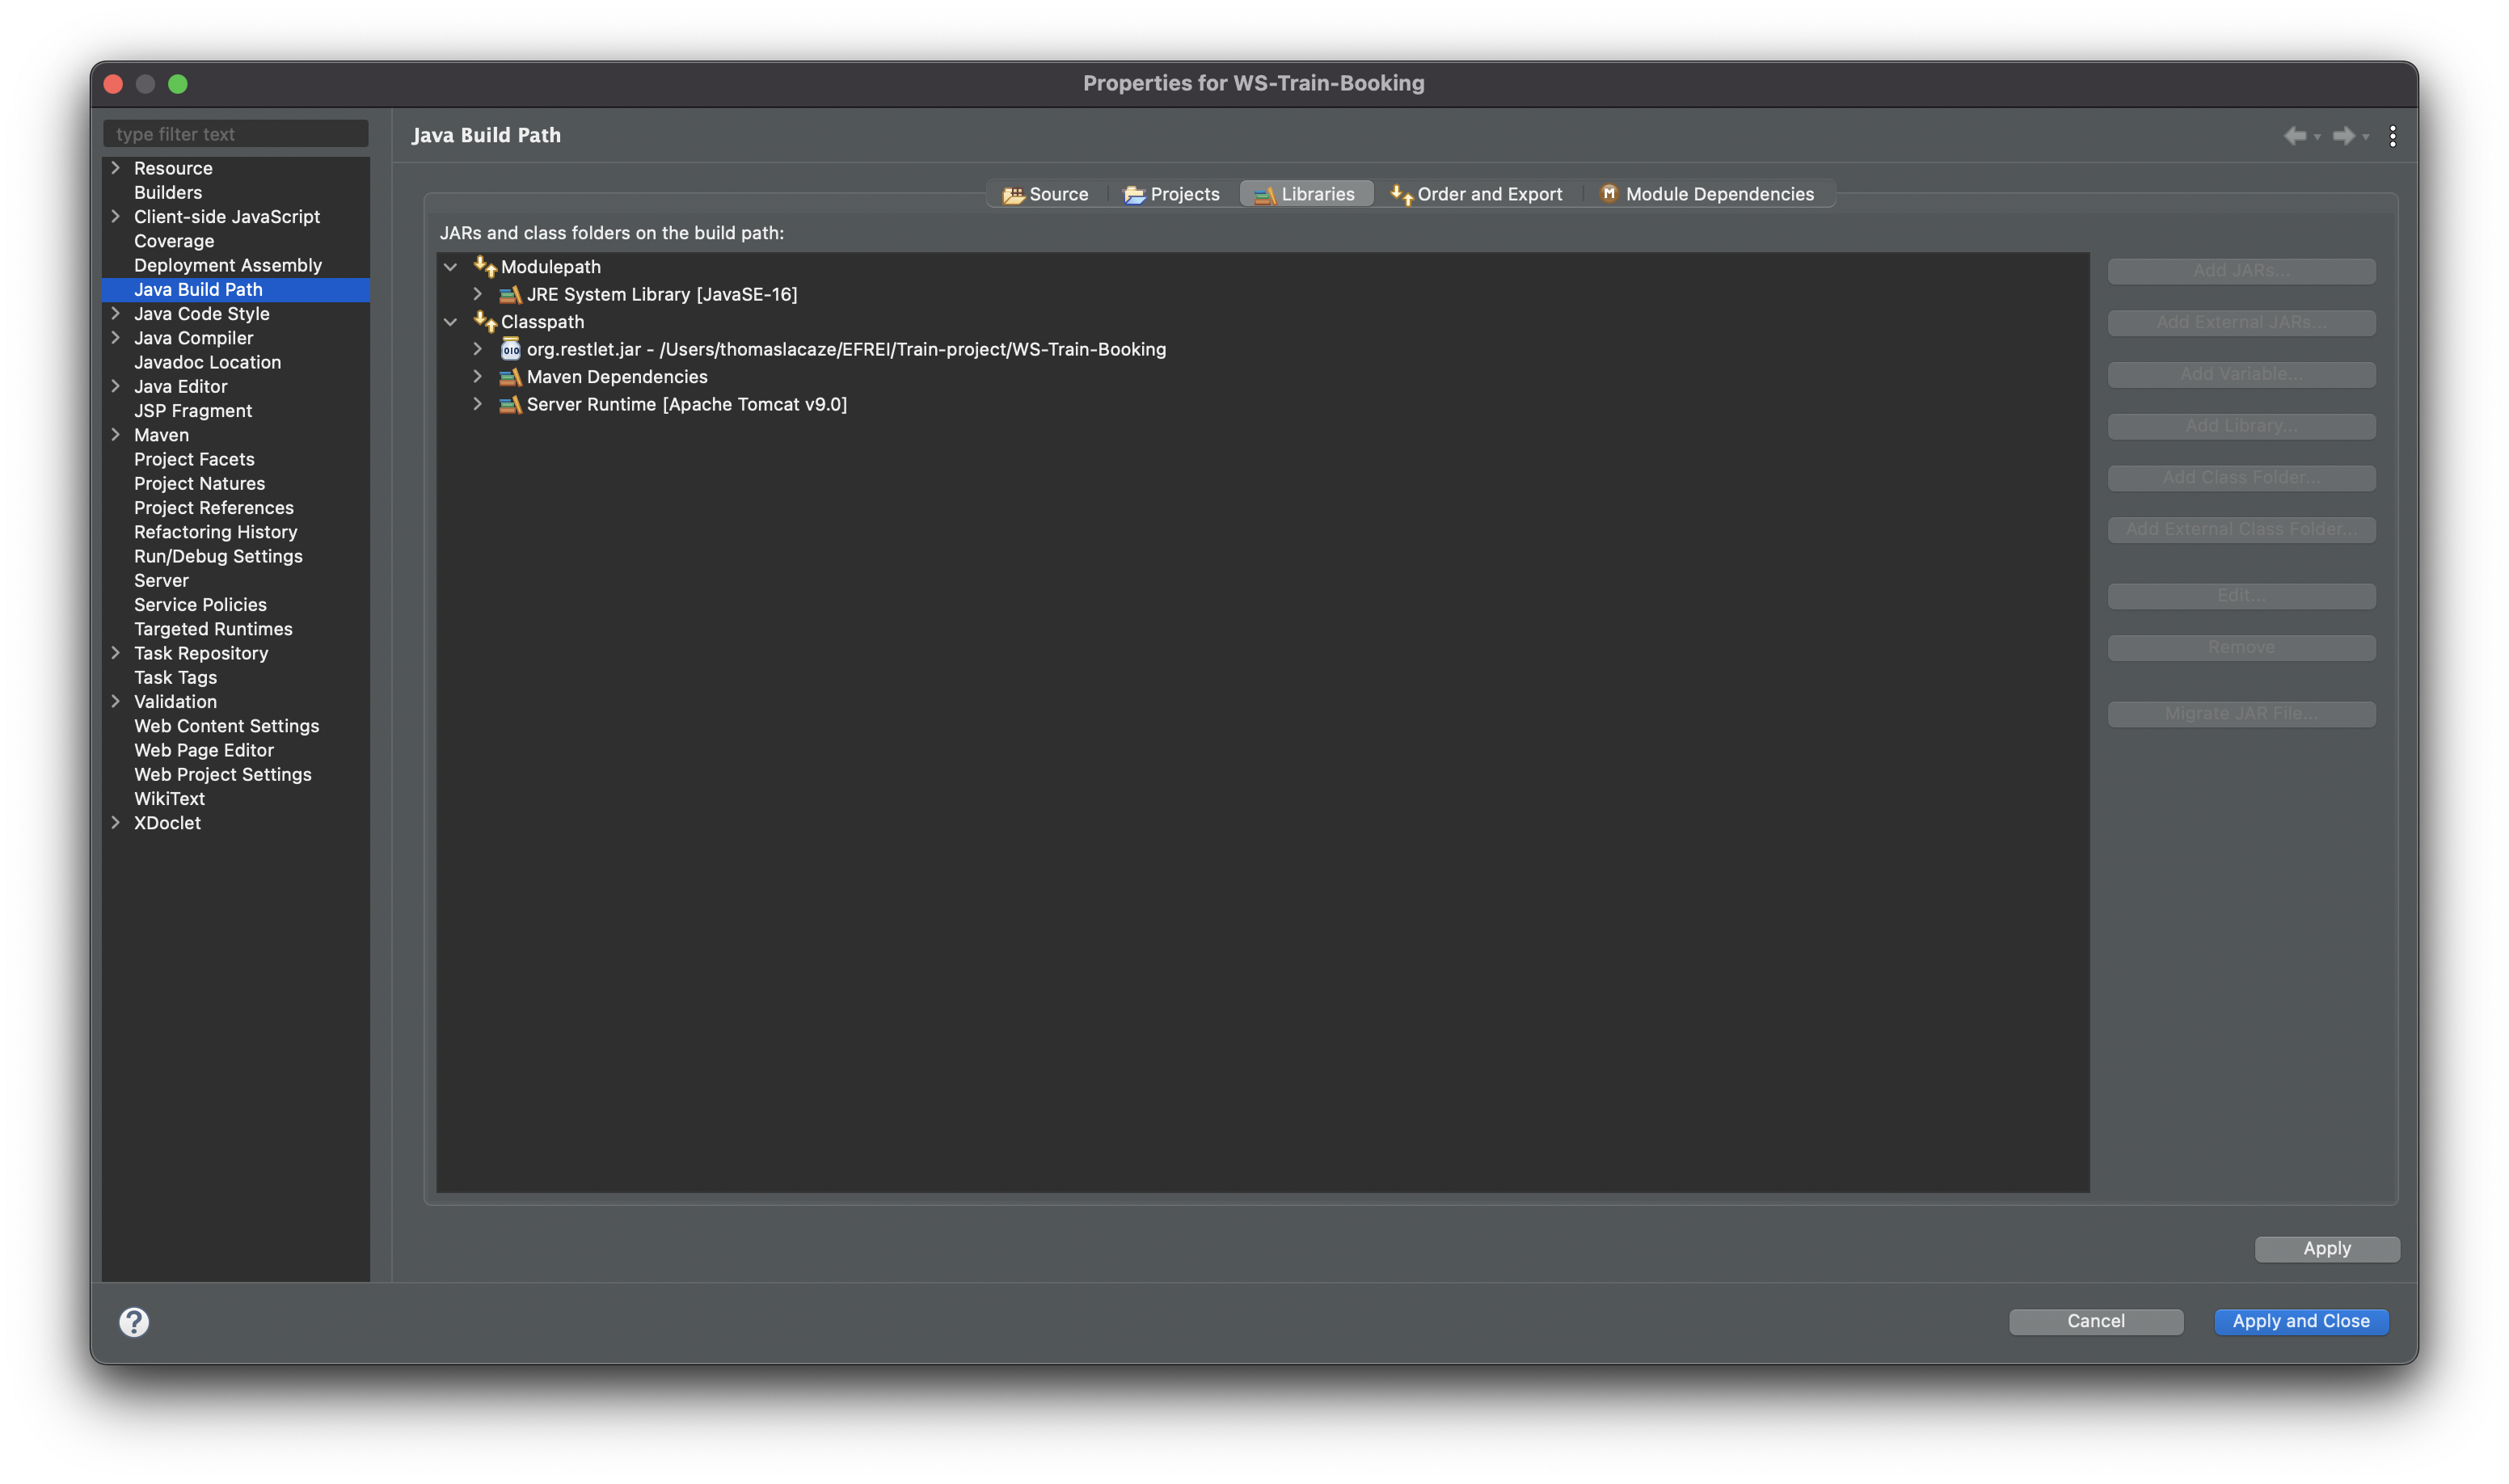 Properties for WS-Train-Booking
type filter text
Resource
Builders
Client-side JavaScript
Coverage
Deployment Assembly
Java Build Path
Java Code Style
Java Compiler
Javadoc Location
Java Editor
JSP Fragment
Maven
Project Facets
Project Natures
Project References
Refactoring History
Run/Debug Settings
Server
Service Policies
Targeted Runtimes
Task Repository
Task Tags
Validation
Web Content Settings
Web Page Editor
Web Project Settings
WikiText
XDoclet
Java Build Path
Source Projects Libraries Order and Export M Module Dependencies
JARs and class folders on the build path:
Modulepath
JRE System Library [JavaSE-16]
Classpath
010 org.restlet.jar - /Users/thomaslacaze/EFREI/Train-project/WS-Train-Booking
Maven Dependencies
Server Runtime [Apache Tomcat v9.0]
Add JARs...
Add External JARs...
Add Variable...
Add Library...
Add Class Folder...
Add External Class Folder...
Edit...
Remove
Migrate JAR File...
Apply
? Cancel Apply and Close